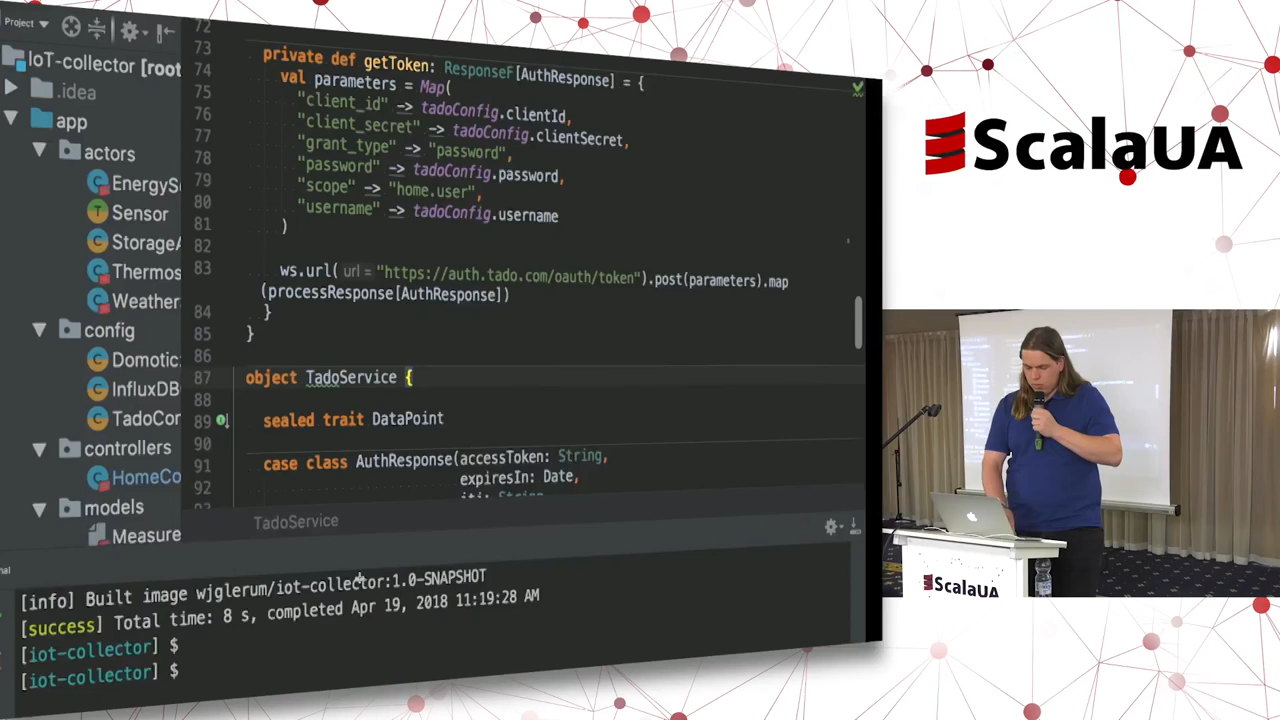 Project
IoT-collector [root
.idea
app
actors
EnergyS
Sensor
StorageA
Thermos
Weather
config
Domotic
InfluxDB
TadoCon
controllers
HomeCo
models
Measure
72
73
74
75
76
77
78
79
80
81
82
83
84
85
86
87
88
89
90
91
92
private def getToken: ResponseF[AuthResponse] = {
val parameters = Map(
"client_id" -> tadoConfig.clientId,
"client_secret" -> tadoConfig.clientSecret,
"grant_type" -> "password",
"password" -> tadoConfig.password,
"scope" -> "home.user",
"username" -> tadoConfig.username
)
ws.url( url = "https://auth.tado.com/oauth/token").post(parameters).map
(processResponse[AuthResponse])
}
}
object TadoService {
sealed trait DataPoint
case class AuthResponse(accessToken: String,
expiresIn: Date,
TadoService
[info] Built image wjglerum/iot-collector:1.0-SNAPSHOT
[success] Total time: 8 s, completed Apr 19, 2018 11:19:28 AM
[iot-collector] $
[iot-collector] $
ScalaUA
ScalaUA